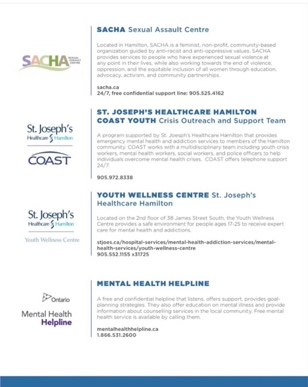 SACHA Sexual Assault Centre
SACHA
Located in Hamilton, SACHA is a feminist, non-profit, community-based
organization guided by anti-racist and anti-oppressive values. SACHA
provides services to people who have experienced sexual violence at
any point in their lives, while also working towards the end of violence,
oppression, and the equitable inclusion of all women through education,
advocacy, activism, and community partnerships.
sacha.ca
24/7, free confidential support line: 905.525.4162
ST. JOSEPH'S HEALTHCARE HAMILTON
COAST YOUTH Crisis Outreach and Support Team
St. Joseph's
Healthcare Hamilton
COAST
A program supported by St. Joseph's Healthcare Hamilton that provides
emergency mental health and addiction services to members of the Hamilton
community. COAST works with a multidisciplinary team including youth crisis
workers, mental health workers, social workers, and police officers to help
individuals overcome mental health crises. COAST offers telephone support
24/7.
905.972.8338
YOUTH WELLNESS CENTRE St. Joseph's
Healthcare Hamilton
St. Joseph's
Healthcare Hamilton
Youth Wellness Centre
Located on the 2nd floor of 38 James Street South, the Youth Wellness
Centre provides a safe environment for people ages 17-25 to receive expert
care for mental health and addictions.
stjoes.ca/hospital-services/mental-health-addiction-services/mental-
health-services/youth-wellness-centre
905.522.1155 x31725
MENTAL HEALTH HELPLINE
Ontario
Mental Health
Helpline
A free and confidential helpline that listens, offers support, provides goal-
planning strategies. They also offer education on mental illness and provide
information about counselling services in the local community. Free mental
health service is available by calling them.
mentalhealthhelpline.ca
1.866.531.2600